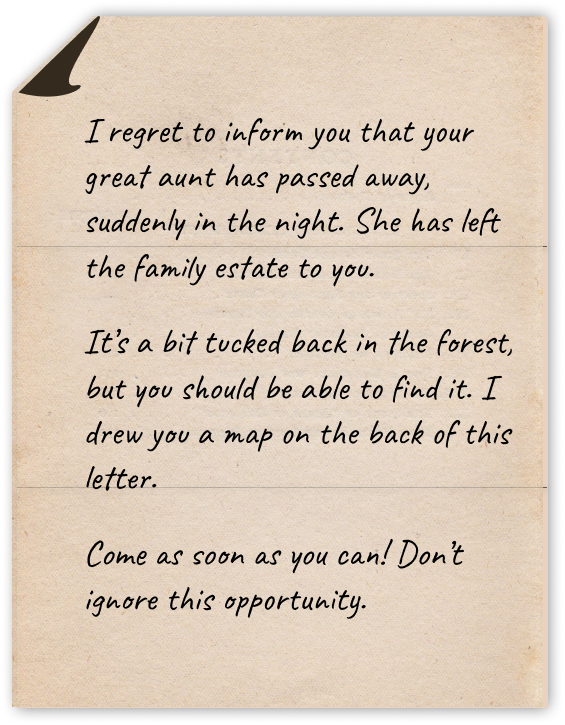 I regret to inform you that your
great aunt has passed away,
suddenly in the night. She has left
the family estate to you.
It's a bit tucked back in the forest,
but you should be able to find it. I
drew you a map on the back of this
letter.
Come as soon as you can! Don't
ignore this opportunity.